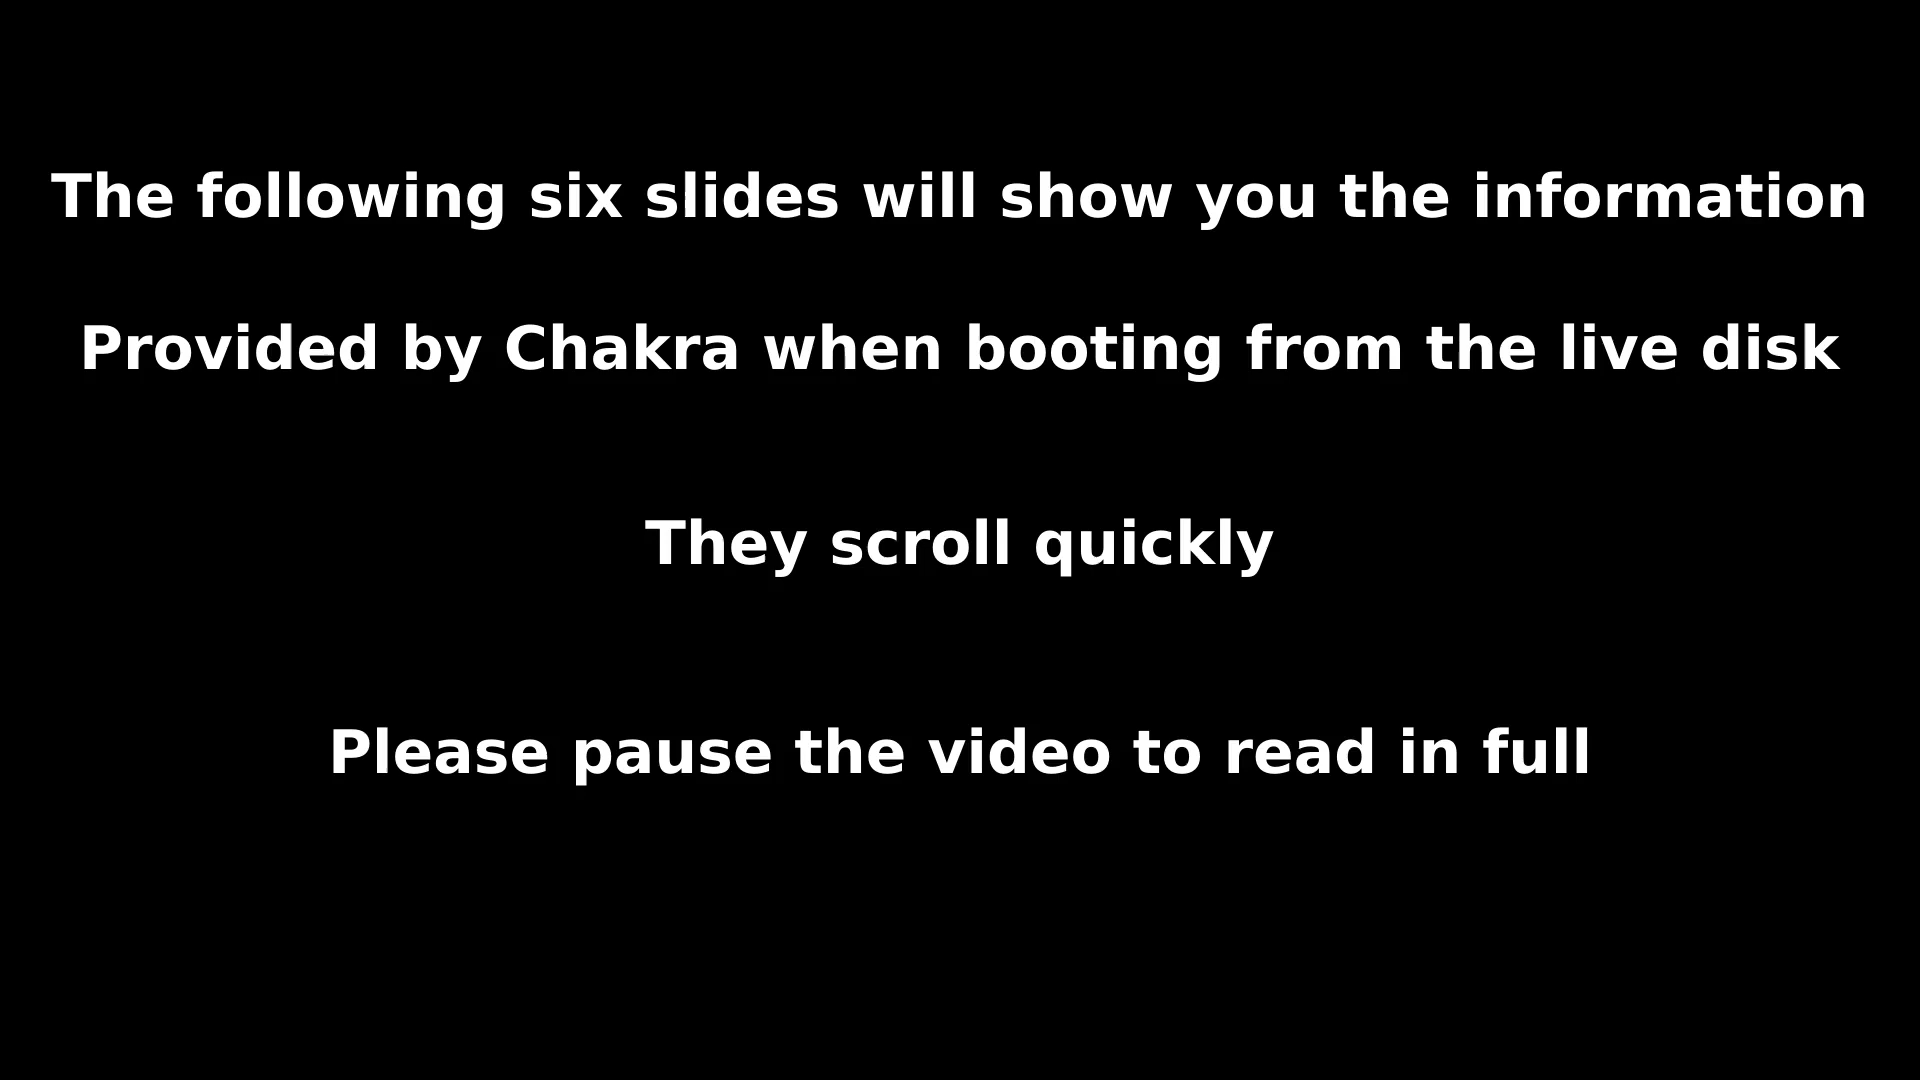 The following six slides will show you the information
Provided by Chakra when booting from the live disk
They scroll quickly
Please pause the video to read in full